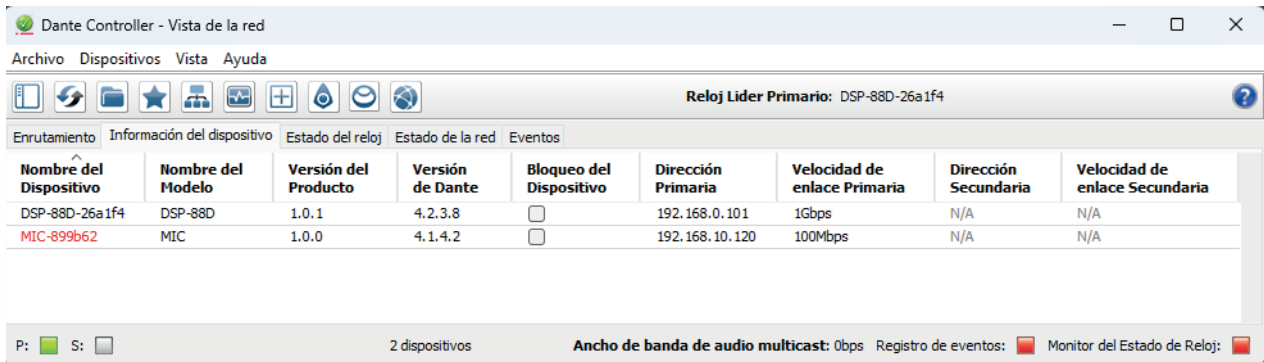 Dante Controller - Vista de la red
Archivo Dispositivos Vista Ayuda
Reloj Lider Primario: DSP-88D-26a1f4
Enrutamiento Información del dispositivo Estado del reloj Estado de la red Eventos
Nombre del Dispositivo Nombre del Modelo Versión del Producto Versión de Dante Bloqueo del Dispositivo Dirección Primaria Velocidad de enlace Primaria Dirección Secundaria Velocidad de enlace Secundaria
DSP-88D-26a1f4 DSP-88D 1.0.1 4.2.3.8 192.168.0.101 1Gbps N/A N/A
MIC-899b62 MIC 1.0.0 4.1.4.2 192.168.10.120 100Mbps N/A N/A
P: S: 2 dispositivos Ancho de banda de audio multicast: 0bps Registro de eventos: Monitor del Estado de Reloj: